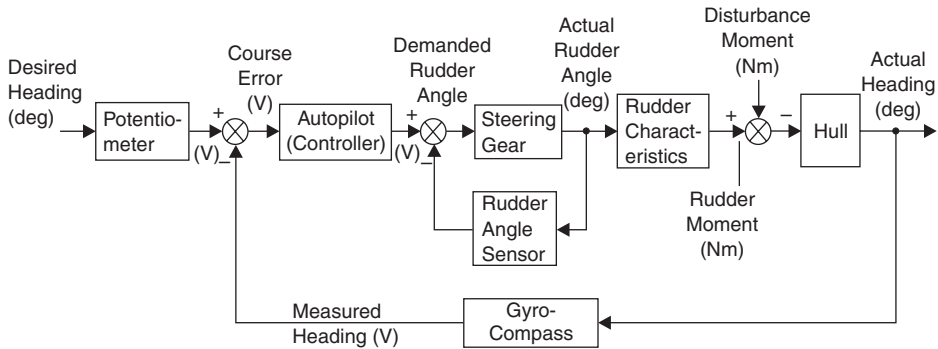 Desired
Heading
(deg)
Potentio-
meter
+
(V)
–
Course
Error
(V)
Autopilot
(Controller)
Demanded
Rudder
Angle
+
(V)
–
Steering
Gear
Actual
Rudder
Angle
(deg)
Rudder
Angle
Sensor
Rudder
Charact-
eristics
+
Rudder
Moment
(Nm)
Disturbance
Moment
(Nm)
–
Hull
Actual
Heading
(deg)
Measured
Heading (V)
Gyro-
Compass